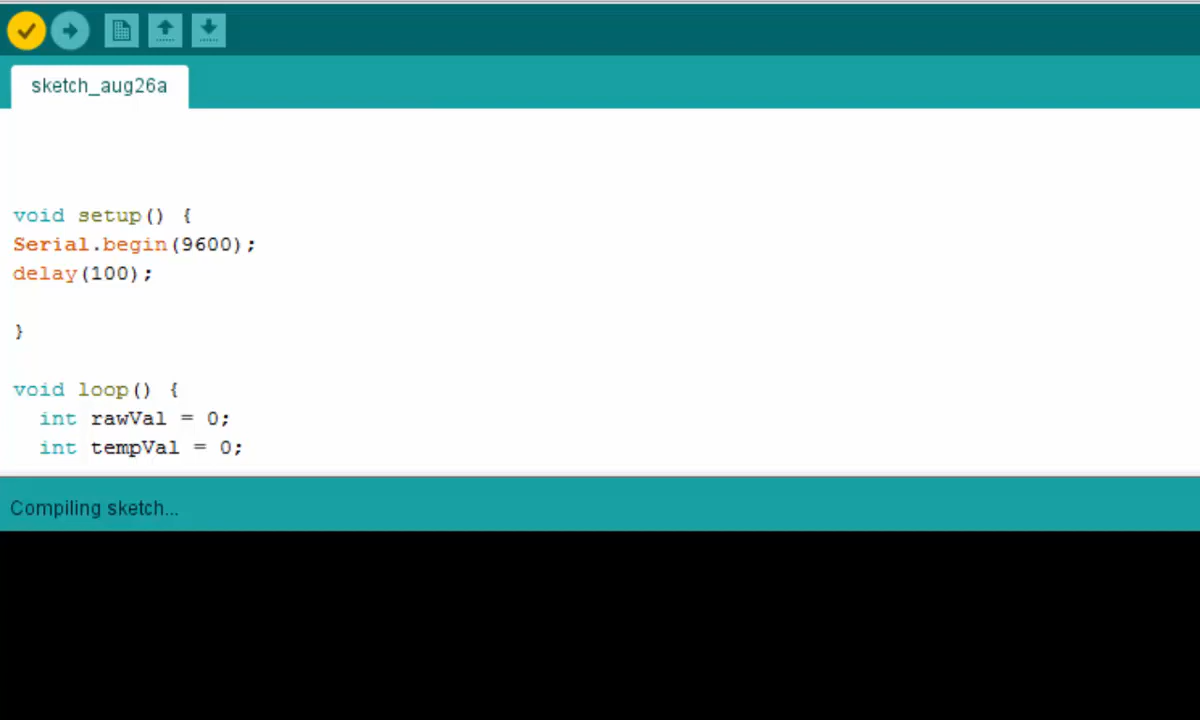 sketch_aug26a
void setup() {
Serial.begin(9600);
delay(100);
}
void loop() {
int rawVal = 0;
int tempVal = 0;
Compiling sketch...